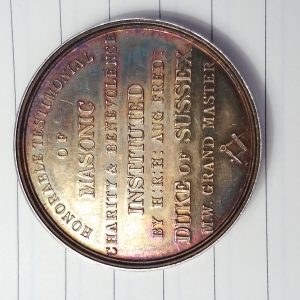 HONORABLE TESTIMONIAL
OF
MASONIC
CHARITY & BENEVOLENCE
INSTITUTED
BY H:R:H: AUG FRED:
DUKE OF SUSSEX
M.W. GRAND MASTER